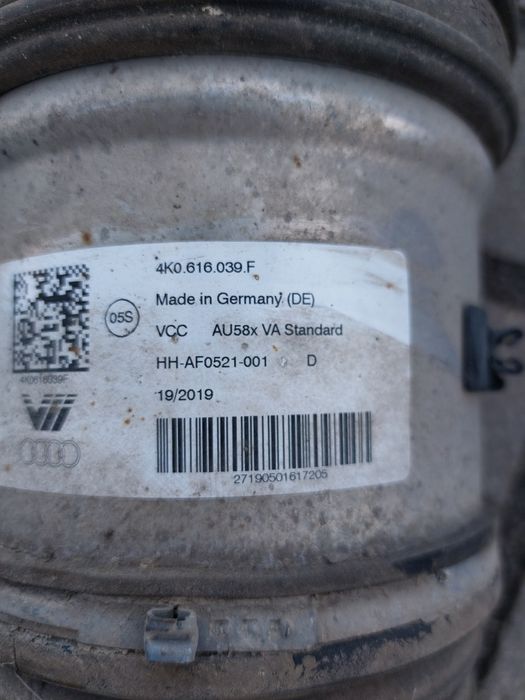 4K0.616.039.F
Made in Germany (DE)
05S
VCC AU58x VA Standard
4K0616039F
HH-AF0521-001 D
19/2019
27190501617205